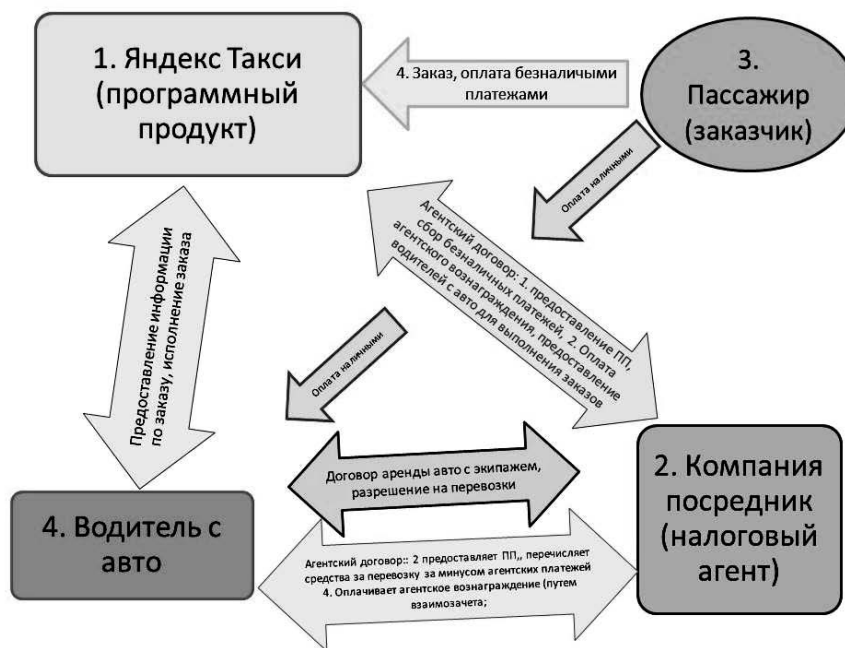 1. Яндекс Такси
(программный
продукт)
4. Заказ, оплата безналичыми
платежами
3.
Пассажир
(заказчик)
Оплата наличными
Агентский договор: 1. предоставление ПП,
сбор безналичных платежей, 2. Оплата
агентского вознаграждения, предоставление
водителей с авто для выполнения заказов
Предоставление информации
по заказу, исполнение заказа
Оплата наличными
Договор аренды авто с экипажем,
разрешение на перевозки
2. Компания
посредник
(налоговый
агент)
4. Водитель с
авто
Агентский договор:: 2 предоставляет ПП,, перечисляет
средства за перевозку за минусом агентских платежей
4. Оплачивает агентское вознаграждение (путем
взаимозачета;